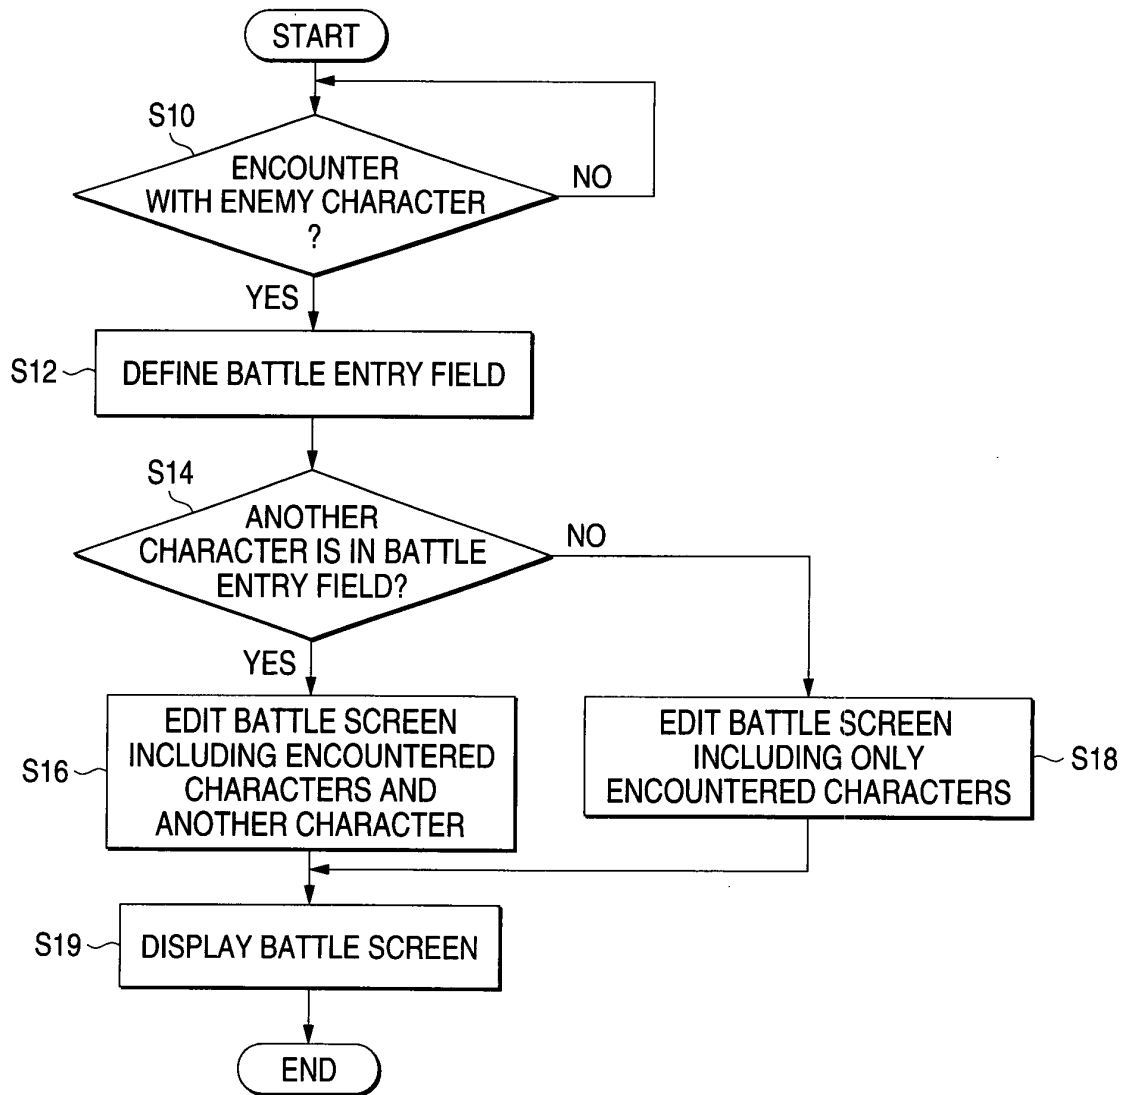 START
S10
ENCOUNTER
WITH ENEMY CHARACTER
?
NO
YES
S12
DEFINE BATTLE ENTRY FIELD
S14
ANOTHER
CHARACTER IS IN BATTLE
ENTRY FIELD?
NO
YES
S16
EDIT BATTLE SCREEN
INCLUDING ENCOUNTERED
CHARACTERS AND
ANOTHER CHARACTER
EDIT BATTLE SCREEN
INCLUDING ONLY
ENCOUNTERED CHARACTERS
S18
S19
DISPLAY BATTLE SCREEN
END